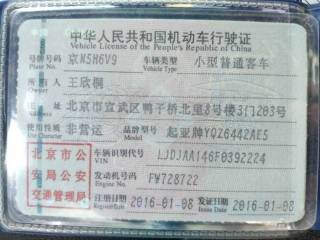 中华人民共和国机动车行驶证
Vehicle License of the People's Republic of China
号牌号码 京N5H6V9 车辆类型 小型普通客车
Plate No. Vehicle Type
所有人 王欣桐
住址 北京市宣武区鸭子桥北里8号楼3门203号
使用性质 非营运 品牌型号 起亚牌YQZ6442AE5
北京市公安局公安交通管理局
车辆识别代号 LJDJAA146F0392224
VIN
发动机号码 FW728722
Engine No.
注册日期 2016-01-08 发证日期 2016-01-08
Issue Date